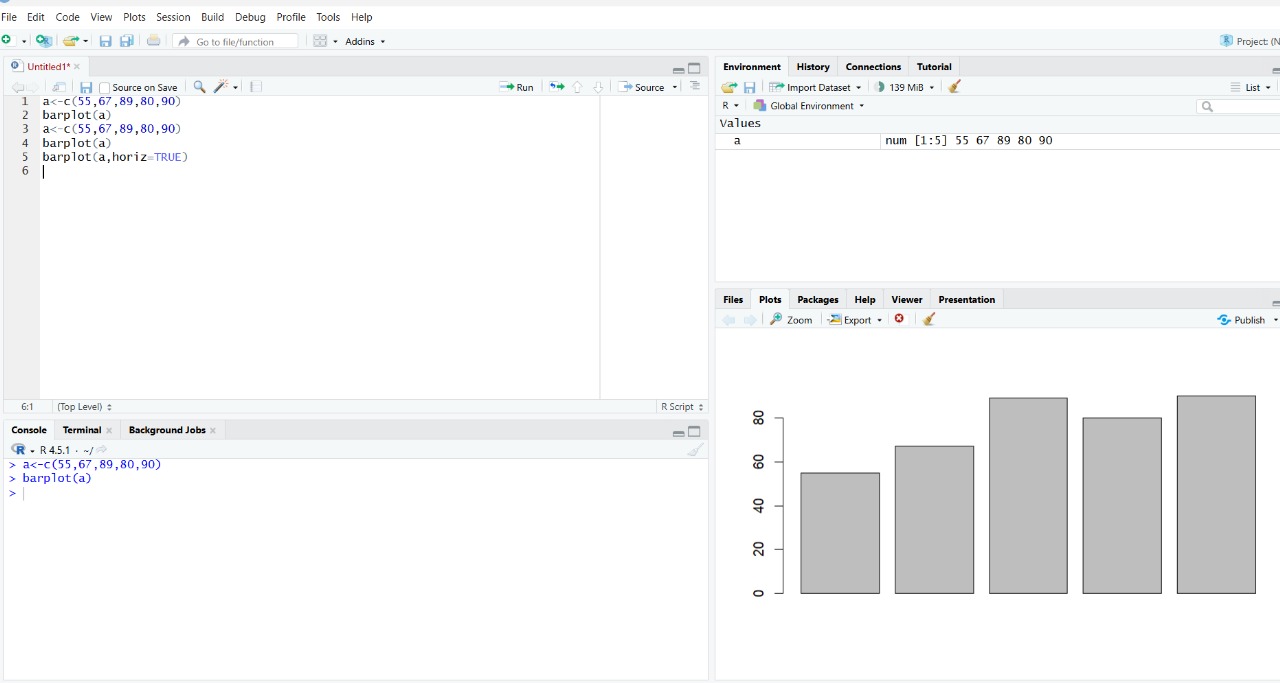 File Edit Code View Plots Session Build Debug Profile Tools Help
Go to file/function Addins Project: (N
Untitled1*
Source on Save Run Source
1 a<-c(55,67,89,80,90)
2 barplot(a)
3 a<-c(55,67,89,80,90)
4 barplot(a)
5 barplot(a,horiz=TRUE)
6
6:1 (Top Level) R Script
Console Terminal Background Jobs
R 4.5.1 · ~/
> a<-c(55,67,89,80,90)
> barplot(a)
>
Environment History Connections Tutorial
Import Dataset 139 MiB List
R Global Environment
Values
a num [1:5] 55 67 89 80 90
Files Plots Packages Help Viewer Presentation
Zoom Export Publish
80
60
40
20
0